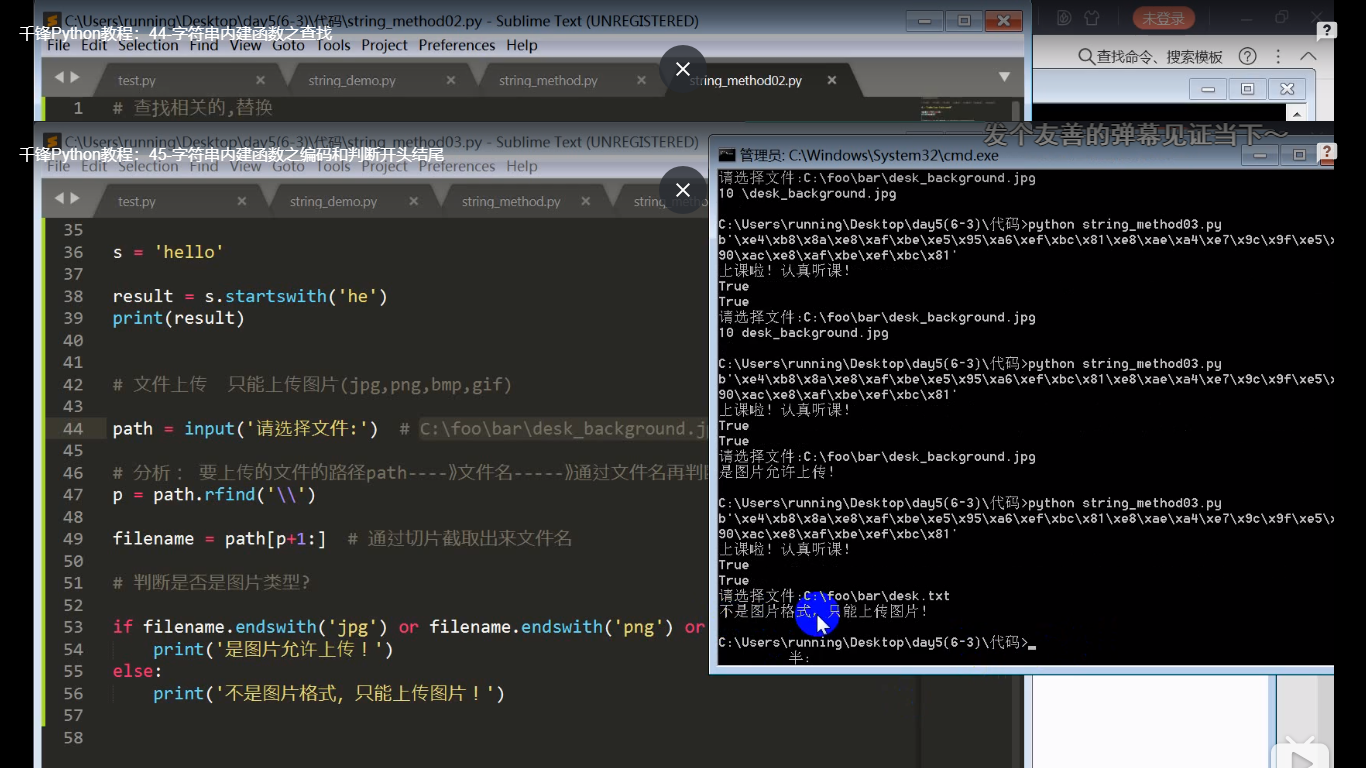 C:\Users\running\Desktop\day5(6-3)\代码\string_method02.py - Sublime Text (UNREGISTERED)
千锋Python教程：44-字符串内建函数之查找
File Edit Selection Find View Goto Tools Project Preferences Help
未登录
查找命令、搜索模板
test.py string_demo.py string_method.py string_method02.py
1 # 查找相关的,替换
发个友善的弹幕见证当下～
C:\Users\running\Desktop\day5(6-3)\代码\string_method03.py - Sublime Text (UNREGISTERED)
千锋Python教程：45-字符串内建函数之编码和判断开头结尾
File Edit Selection Find View Goto Tools Project Preferences Help
test.py string_demo.py string_method.py
35
36 s = 'hello'
37
38 result = s.startswith('he')
39 print(result)
40
41
42 # 文件上传 只能上传图片(jpg,png,bmp,gif)
43
44 path = input('请选择文件:') # C:\foo\bar\desk_background.j
45
46 # 分析： 要上传的文件的路径path----》文件名-----》通过文件名再判
47 p = path.rfind('\\')
48
49 filename = path[p+1:] # 通过切片截取出来文件名
50
51 # 判断是否是图片类型?
52
53 if filename.endswith('jpg') or filename.endswith('png') or
54 print('是图片允许上传！')
55 else:
56 print('不是图片格式，只能上传图片！')
57
58
管理员: C:\Windows\System32\cmd.exe
请选择文件:C:\foo\bar\desk_background.jpg
10 \desk_background.jpg
C:\Users\running\Desktop\day5(6-3)\代码>python string_method03.py
b'\xe4\xb8\x8a\xe8\xaf\xbe\xe5\x95\xa6\xef\xbc\x81\xe8\xae\xa4\xe7\x9c\x9f\xe5\x
90\xac\xe8\xaf\xbe\xef\xbc\x81'
上课啦！认真听课！
True
True
请选择文件:C:\foo\bar\desk_background.jpg
10 desk_background.jpg
C:\Users\running\Desktop\day5(6-3)\代码>python string_method03.py
b'\xe4\xb8\x8a\xe8\xaf\xbe\xe5\x95\xa6\xef\xbc\x81\xe8\xae\xa4\xe7\x9c\x9f\xe5\x
90\xac\xe8\xaf\xbe\xef\xbc\x81'
上课啦！认真听课！
True
True
请选择文件:C:\foo\bar\desk_background.jpg
是图片允许上传！
C:\Users\running\Desktop\day5(6-3)\代码>python string_method03.py
b'\xe4\xb8\x8a\xe8\xaf\xbe\xe5\x95\xa6\xef\xbc\x81\xe8\xae\xa4\xe7\x9c\x9f\xe5\x
90\xac\xe8\xaf\xbe\xef\xbc\x81'
上课啦！认真听课！
True
True
请选择文件:C:\foo\bar\desk.txt
不是图片格式，只能上传图片！
C:\Users\running\Desktop\day5(6-3)\代码>_
半: